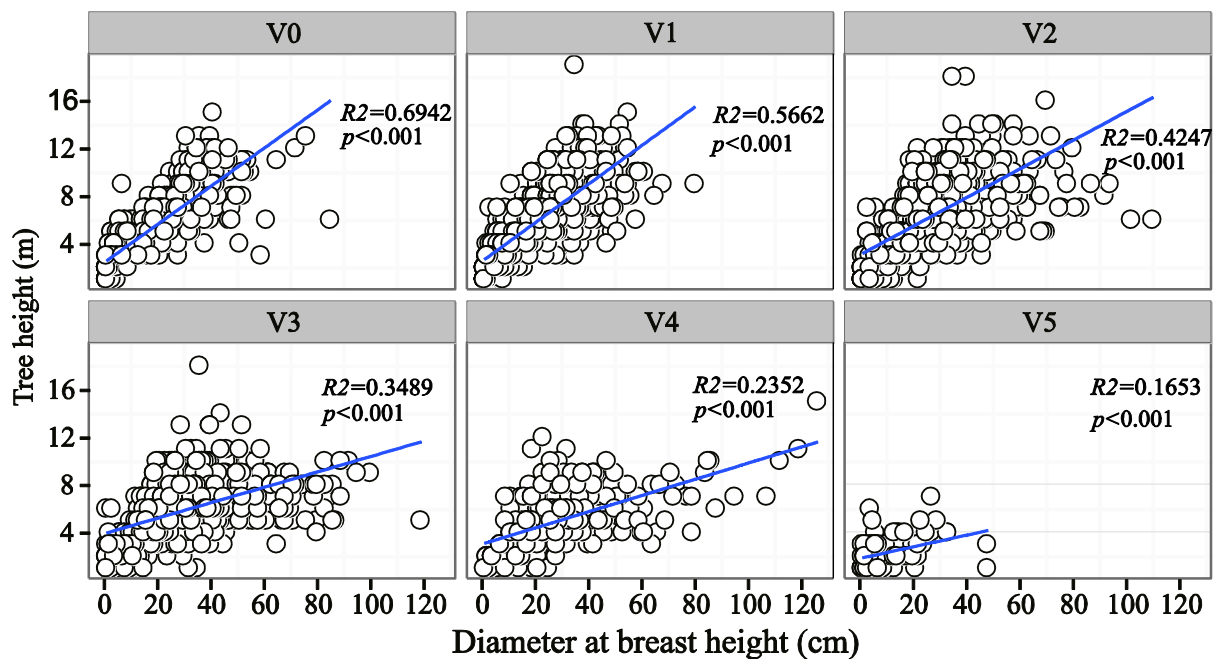 V0 V1 V2
R2=0.6942
p<0.001
R2=0.5662
p<0.001
R2=0.4247
p<0.001
16
12
8
4
Tree height (m)
V3 V4 V5
R2=0.3489
p<0.001
R2=0.2352
p<0.001
R2=0.1653
p<0.001
16
12
8
4
0 20 40 60 80 100 120 0 20 40 60 80 100 120 0 20 40 60 80 100 120
Diameter at breast height (cm)